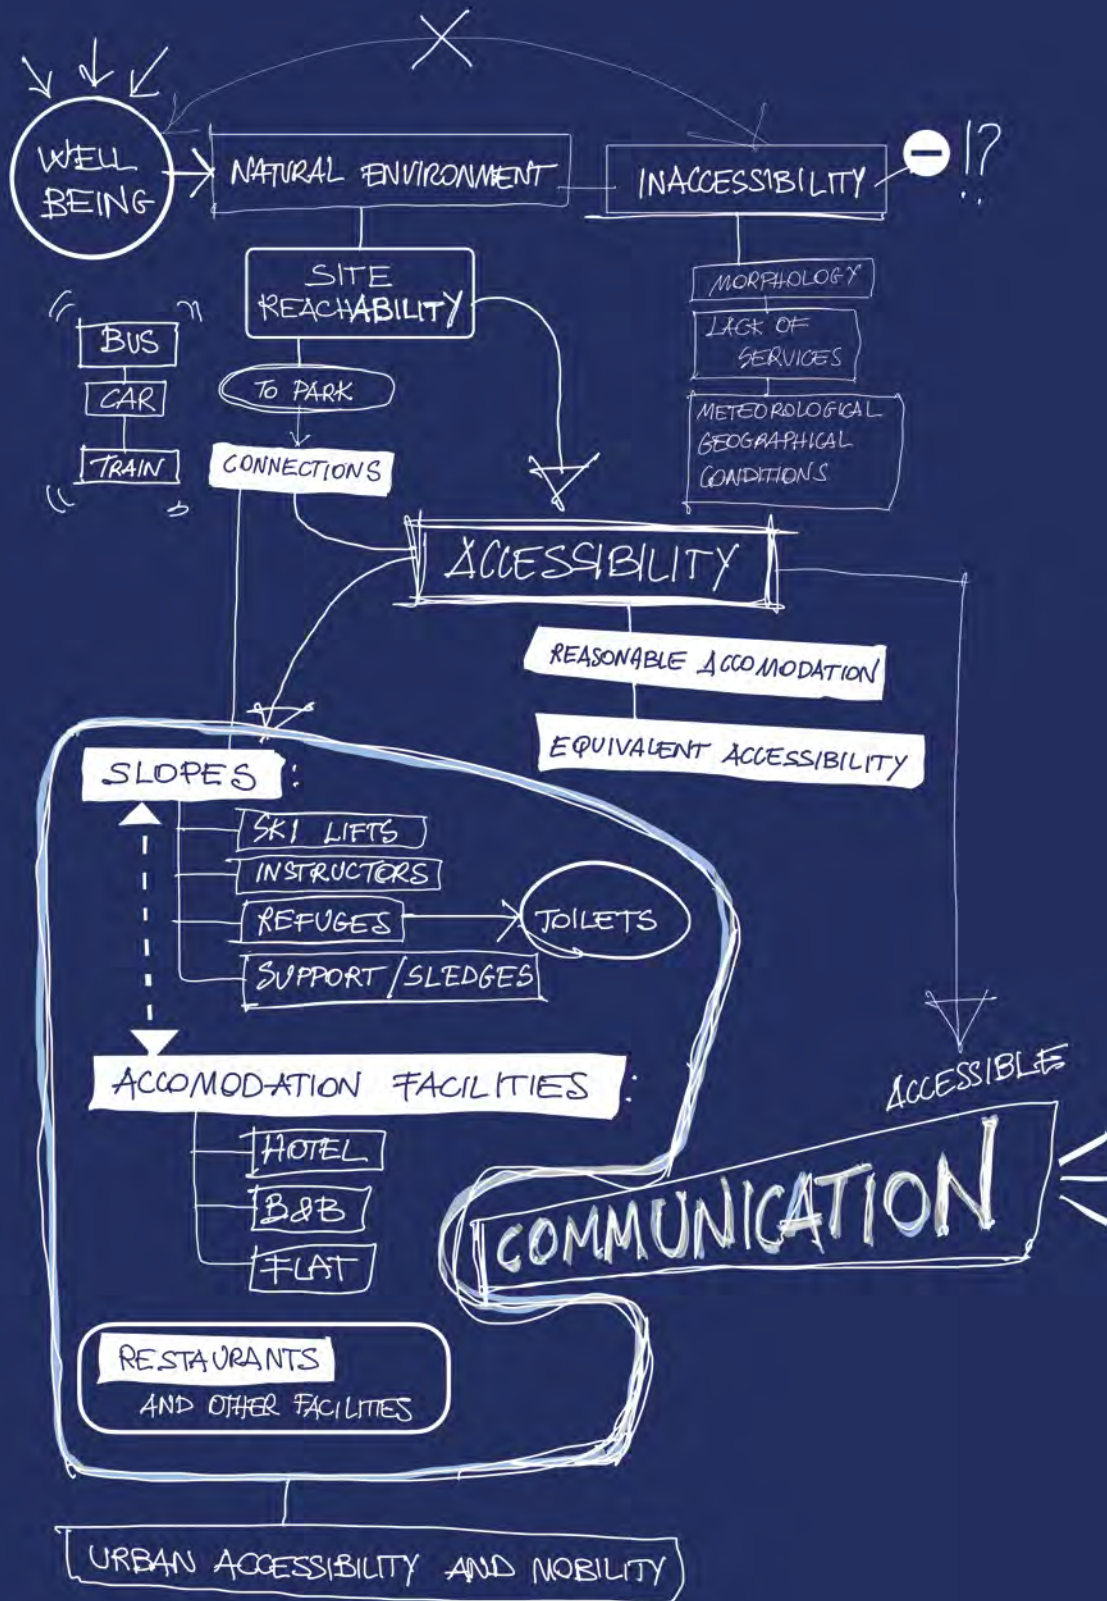 WELL
BEING
NATURAL ENVIRONMENT
INACCESSIBILITY
!?
SITE
REACHABILITY
MORPHOLOGY
LACK OF
SERVICES
BUS
CAR
TRAIN
TO PARK
METEOROLOGICAL
GEOGRAPHICAL
CONDITIONS
CONNECTIONS
ACCESSIBILITY
REASONABLE ACCOMODATION
EQUIVALENT ACCESSIBILITY
SLOPES:
SKI LIFTS
INSTRUCTORS
REFUGES
TOILETS
SUPPORT/SLEDGES
ACCOMODATION FACILITIES:
HOTEL
B&B
FLAT
ACCESSIBLE
COMMUNICATION
RESTAURANTS
AND OTHER FACILITIES
URBAN ACCESSIBILITY AND MOBILITY